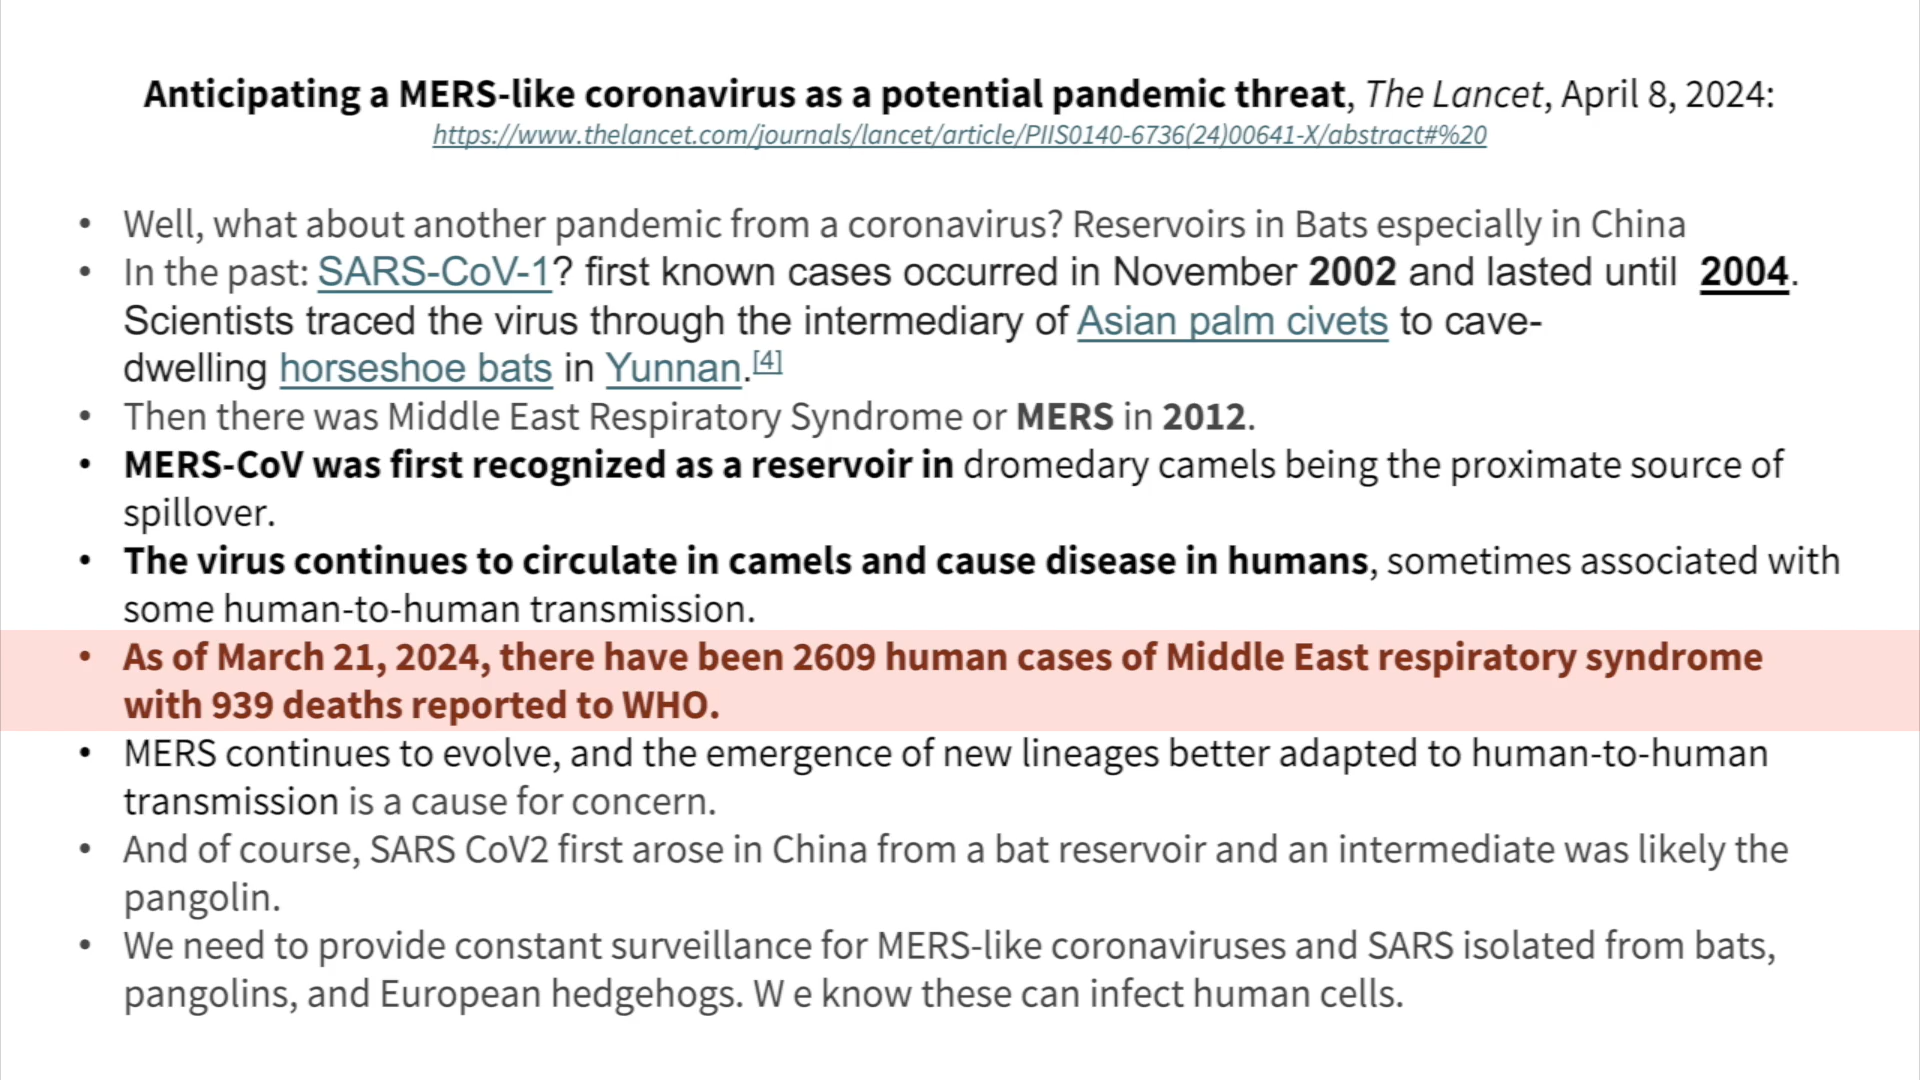 Anticipating a MERS-like coronavirus as a potential pandemic threat, The Lancet, April 8, 2024:
https://www.thelancet.com/journals/lancet/article/PIIS0140-6736(24)00641-X/abstract#%20
• Well, what about another pandemic from a coronavirus? Reservoirs in Bats especially in China
• In the past: SARS-CoV-1? first known cases occurred in November 2002 and lasted until 2004.
Scientists traced the virus through the intermediary of Asian palm civets to cave-
dwelling horseshoe bats in Yunnan.[4]
• Then there was Middle East Respiratory Syndrome or MERS in 2012.
• MERS-CoV was first recognized as a reservoir in dromedary camels being the proximate source of
spillover.
• The virus continues to circulate in camels and cause disease in humans, sometimes associated with
some human-to-human transmission.
• As of March 21, 2024, there have been 2609 human cases of Middle East respiratory syndrome
with 939 deaths reported to WHO.
• MERS continues to evolve, and the emergence of new lineages better adapted to human-to-human
transmission is a cause for concern.
• And of course, SARS CoV2 first arose in China from a bat reservoir and an intermediate was likely the
pangolin.
• We need to provide constant surveillance for MERS-like coronaviruses and SARS isolated from bats,
pangolins, and European hedgehogs. W e know these can infect human cells.